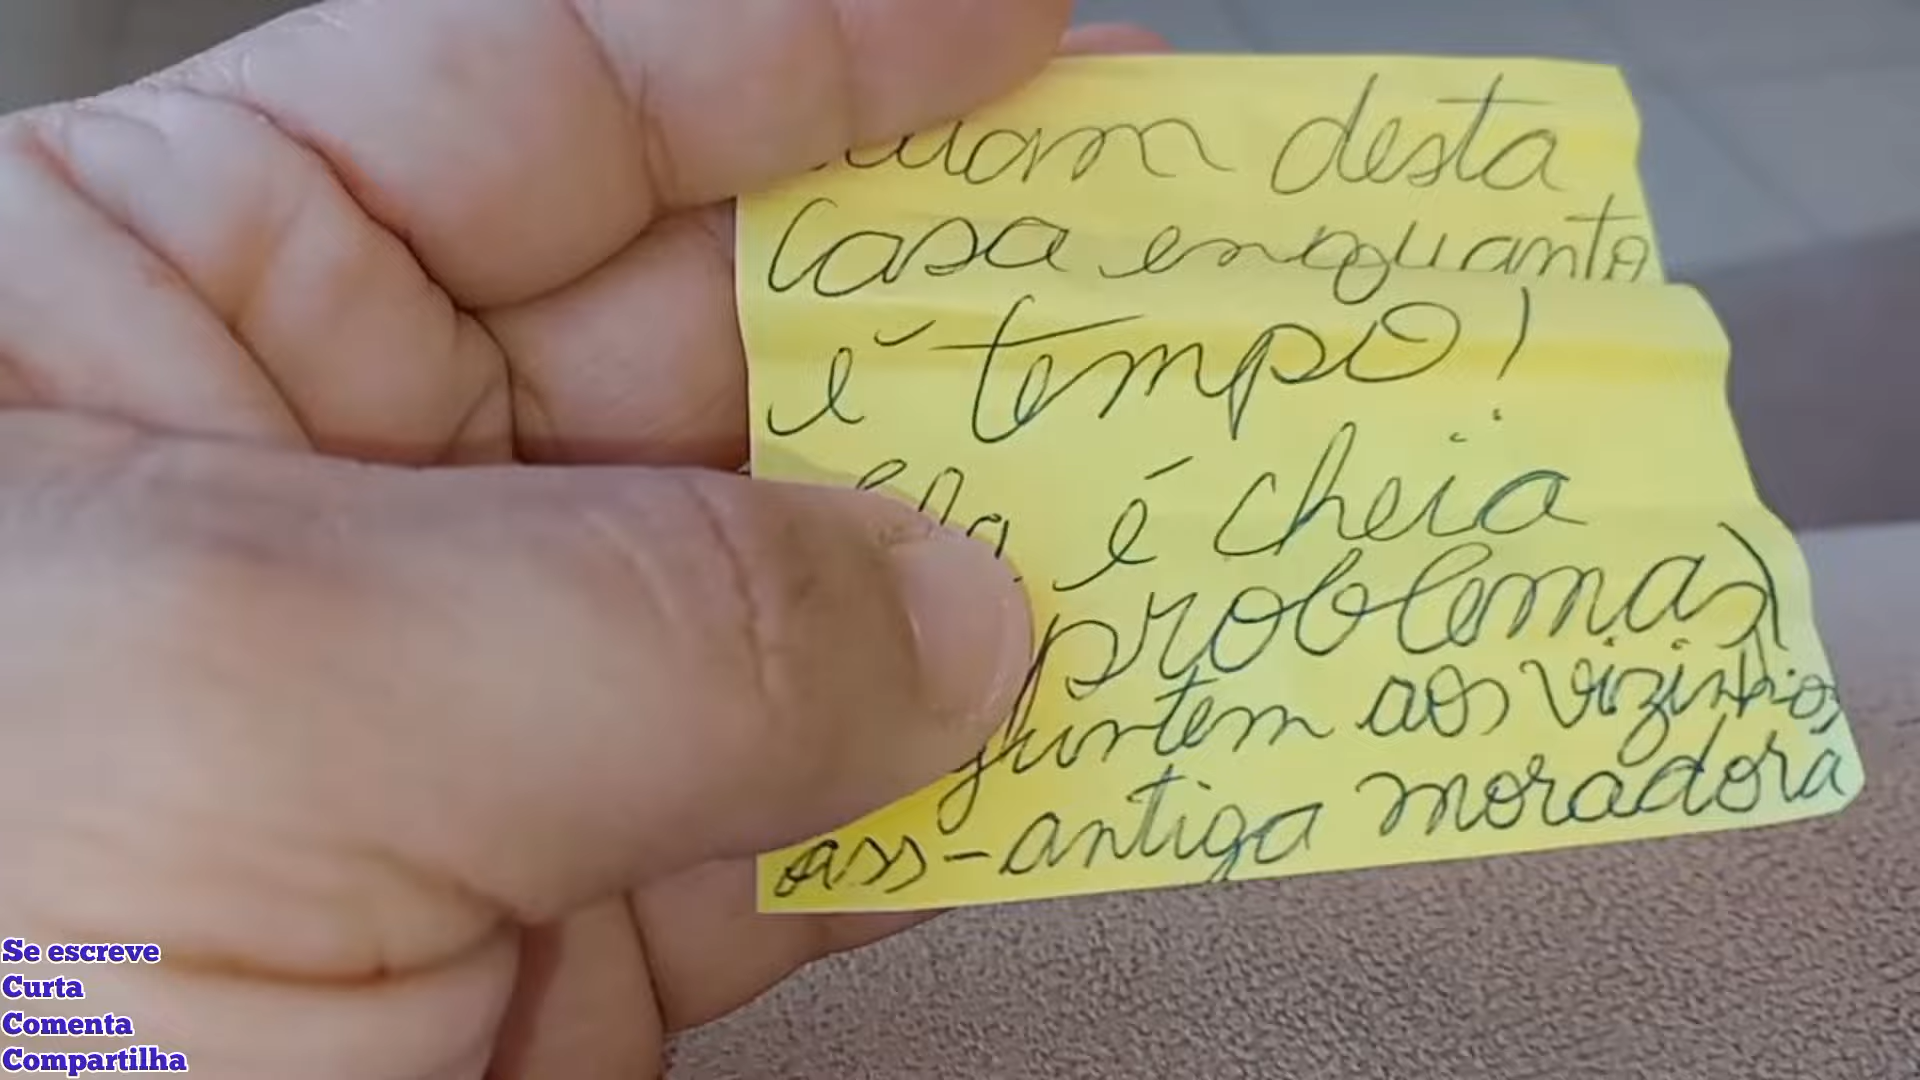 desta
Casa enquanto
é tempo!
é cheia
problemas
aos vizinhos
ass-antiga moradora
Se escreve
Curta
Comenta
Compartilha